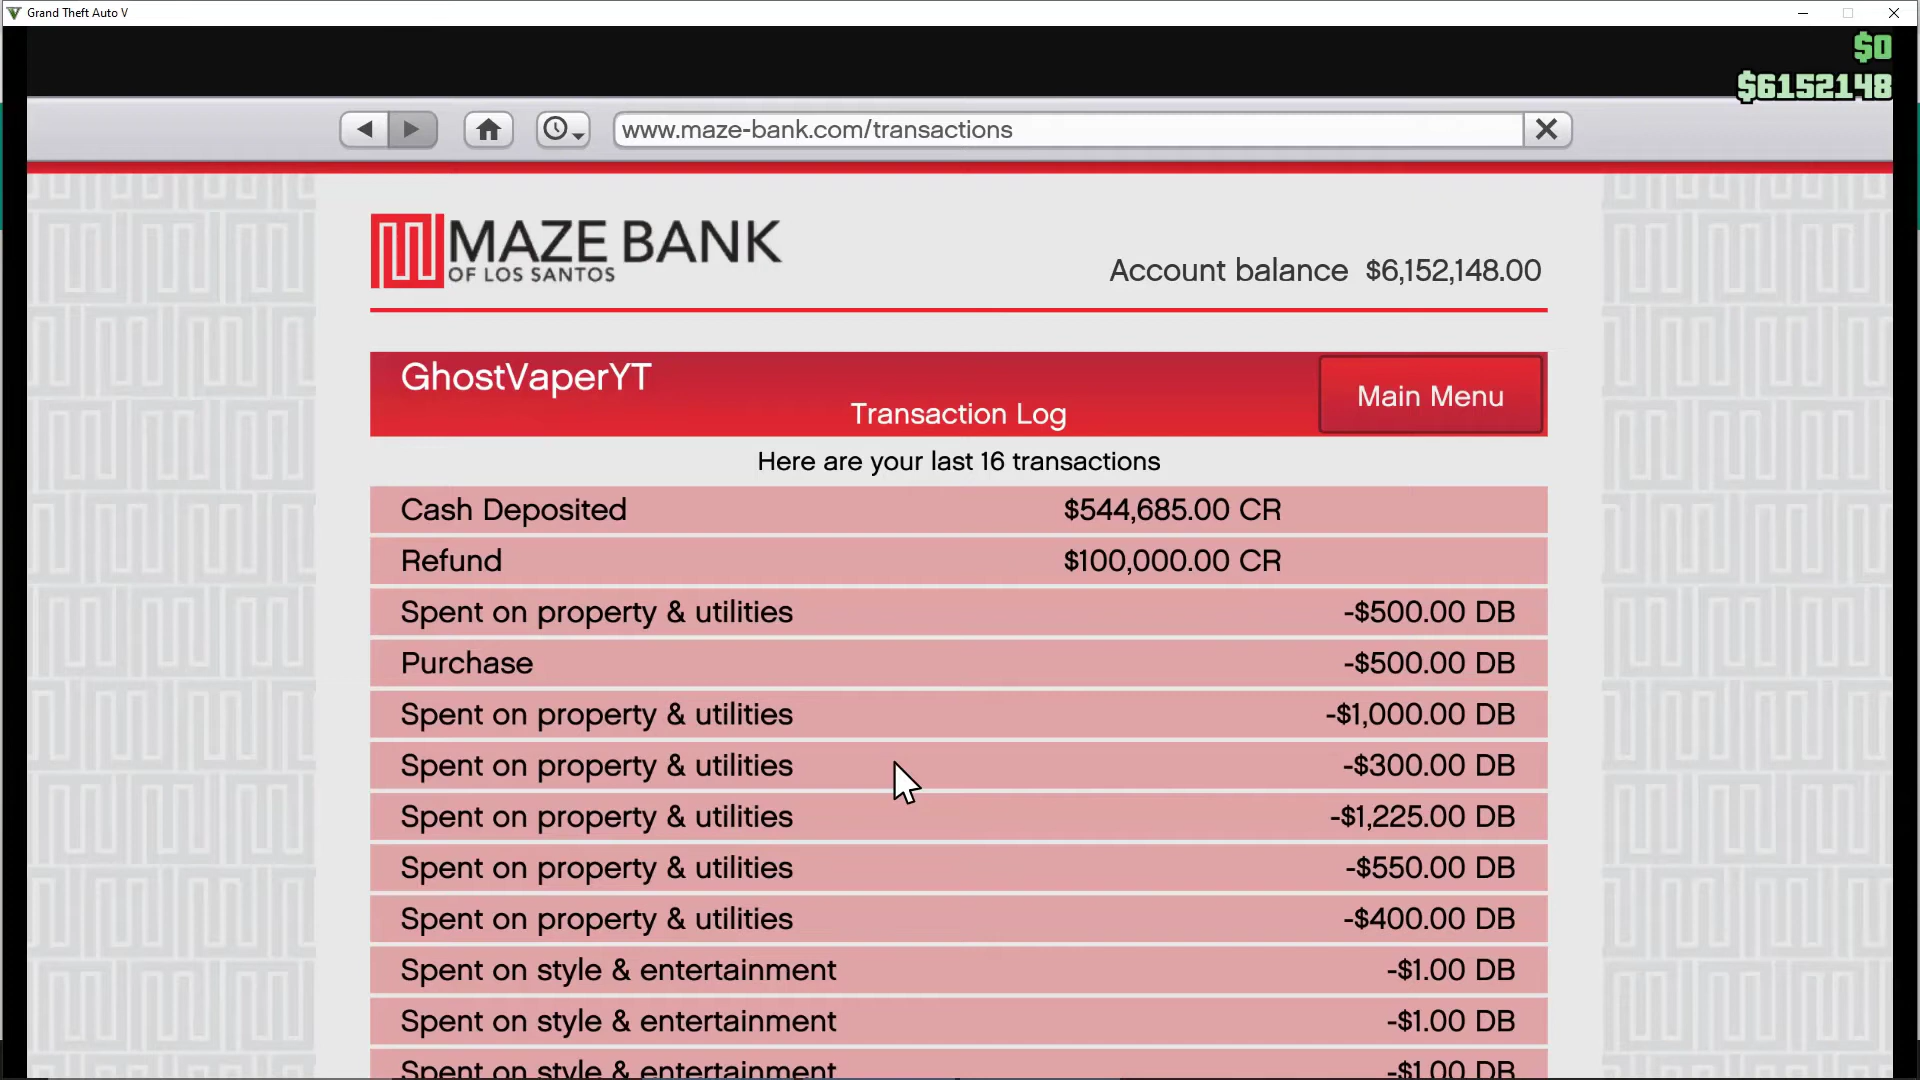 Grand Theft Auto V
$0
$6152148
www.maze-bank.com/transactions
MAZE BANK
OF LOS SANTOS
Account balance $6,152,148.00
GhostVaperYT
Transaction Log
Main Menu
Here are your last 16 transactions
Cash Deposited $544,685.00 CR
Refund $100,000.00 CR
Spent on property & utilities -$500.00 DB
Purchase -$500.00 DB
Spent on property & utilities -$1,000.00 DB
Spent on property & utilities -$300.00 DB
Spent on property & utilities -$1,225.00 DB
Spent on property & utilities -$550.00 DB
Spent on property & utilities -$400.00 DB
Spent on style & entertainment -$1.00 DB
Spent on style & entertainment -$1.00 DB
Spent on style & entertainment -$1.00 DB